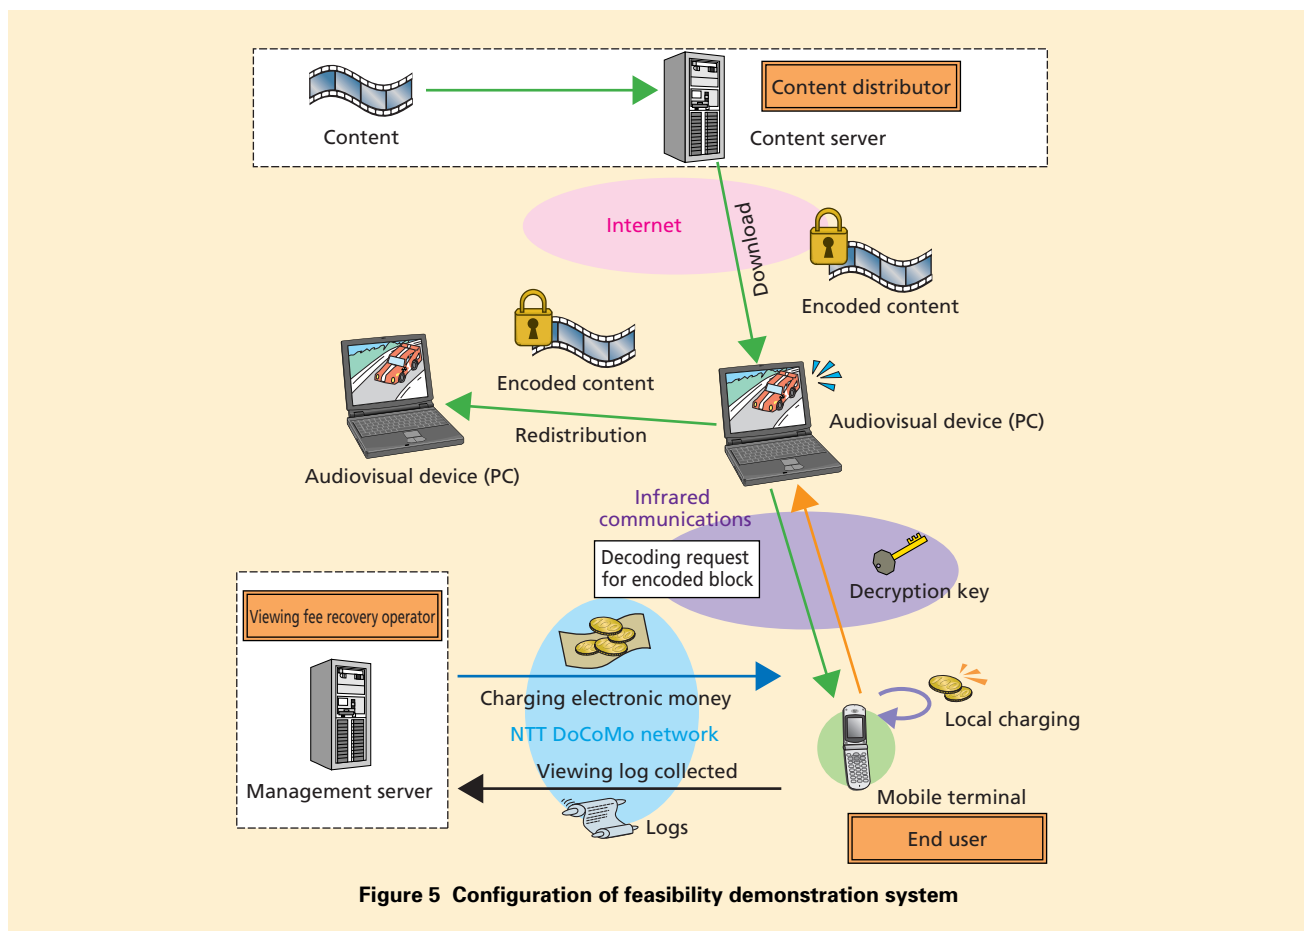 Content
Content distributor
Content server
Internet
Download
Encoded content
Encoded content
Redistribution
Audiovisual device (PC)
Audiovisual device (PC)
Infrared
communications
Decoding request
for encoded block
Decryption key
Viewing fee recovery operator
Management server
Charging electronic money
NTT DoCoMo network
Viewing log collected
Logs
Local charging
Mobile terminal
End user
Figure 5 Configuration of feasibility demonstration system